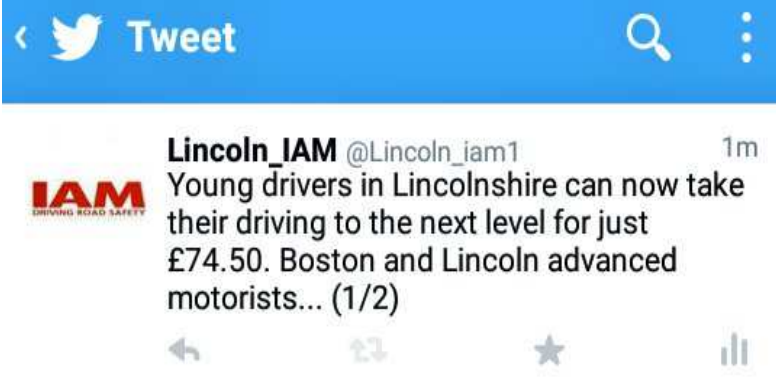 Tweet
Lincoln_IAM @Lincoln_iam1 1m
IAM
DRIVING ROAD SAFETY
Young drivers in Lincolnshire can now take
their driving to the next level for just
£74.50. Boston and Lincoln advanced
motorists... (1/2)